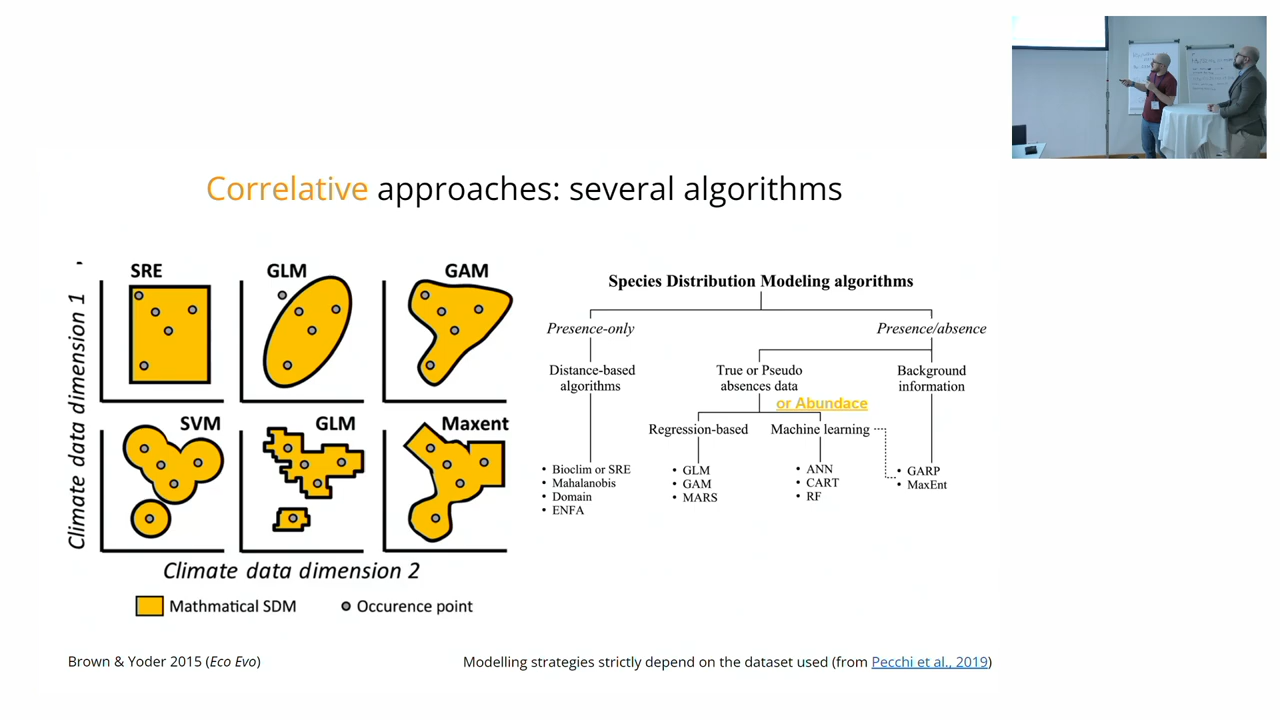 Correlative approaches: several algorithms
SRE
GLM
GAM
SVM
GLM
Maxent
Climate data dimension 1
Climate data dimension 2
Mathmatical SDM
Occurence point
Brown & Yoder 2015 (Eco Evo)
Species Distribution Modeling algorithms
Presence-only
Presence/absence
Distance-based
algorithms
True or Pseudo
absences data
or Abundace
Background
information
Regression-based
Machine learning
• Bioclim or SRE
• Mahalanobis
• Domain
• ENFA
• GLM
• GAM
• MARS
• ANN
• CART
• RF
• GARP
• MaxEnt
Modelling strategies strictly depend on the dataset used (from Pecchi et al., 2019)